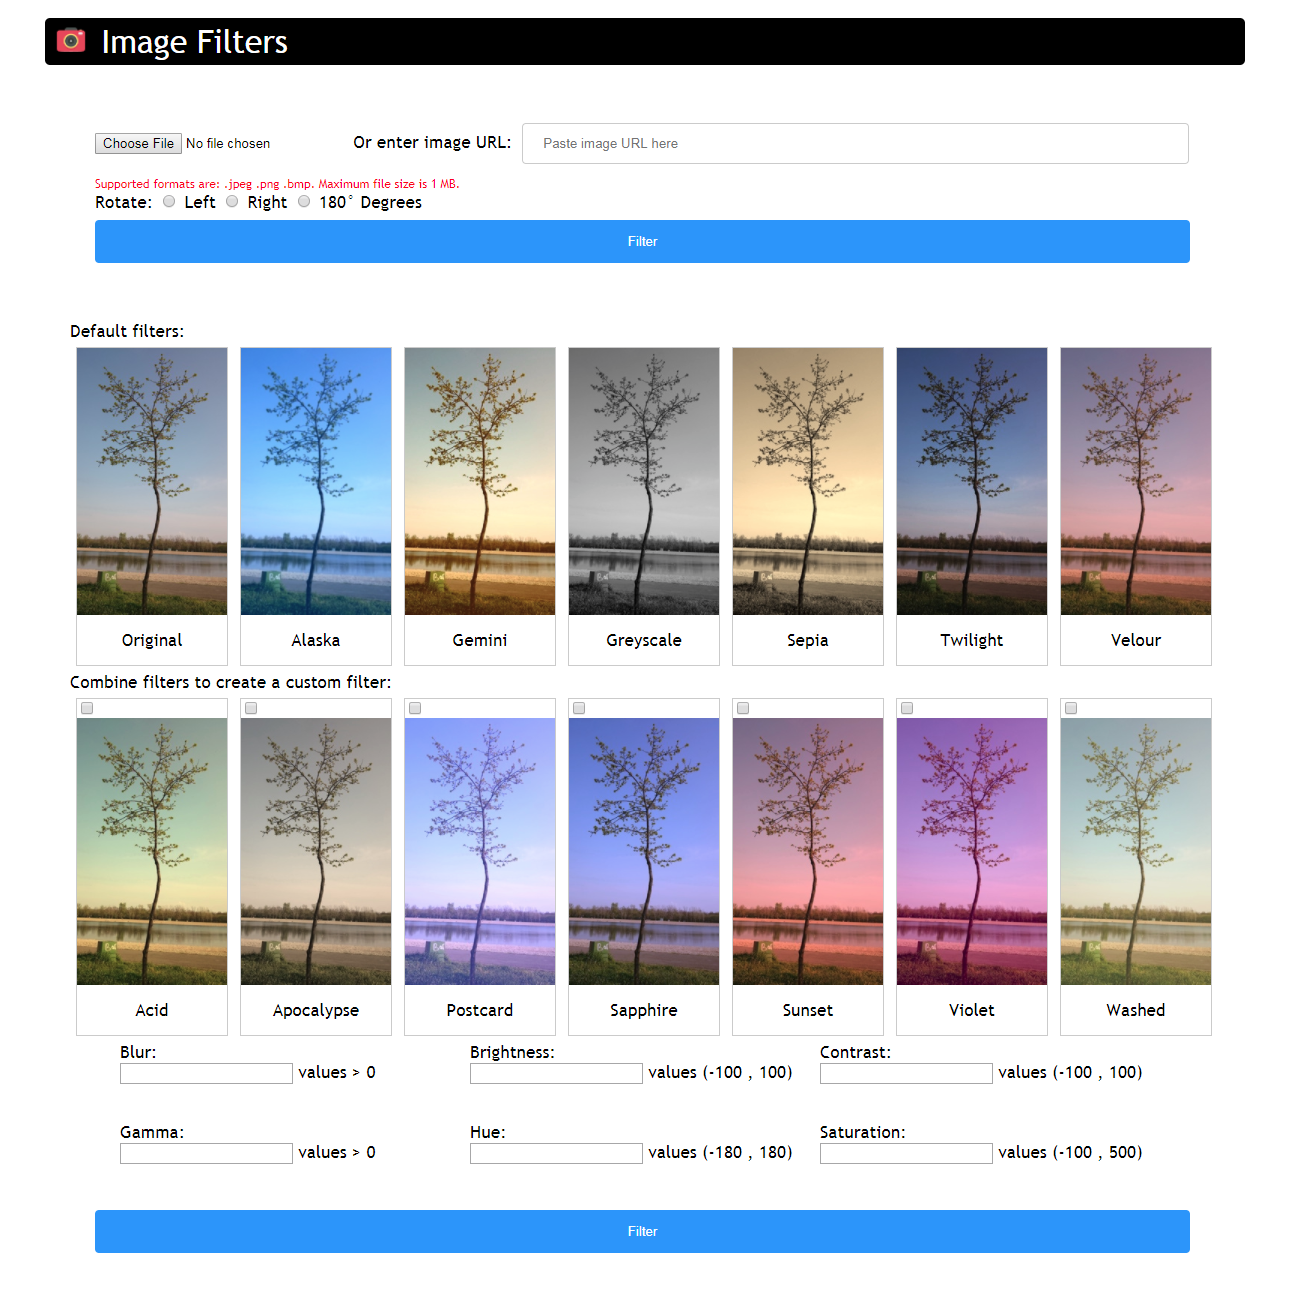 Image Filters
Choose File No file chosen Or enter image URL: Paste image URL here
Supported formats are: .jpeg .png .bmp. Maximum file size is 1 MB.
Rotate: Left Right 180° Degrees
Filter
Default filters:
Original Alaska Gemini Greyscale Sepia Twilight Velour
Combine filters to create a custom filter:
Acid Apocalypse Postcard Sapphire Sunset Violet Washed
Blur: Brightness: Contrast:
values > 0 values (-100 , 100) values (-100 , 100)
Gamma: Hue: Saturation:
values > 0 values (-180 , 180) values (-100 , 500)
Filter